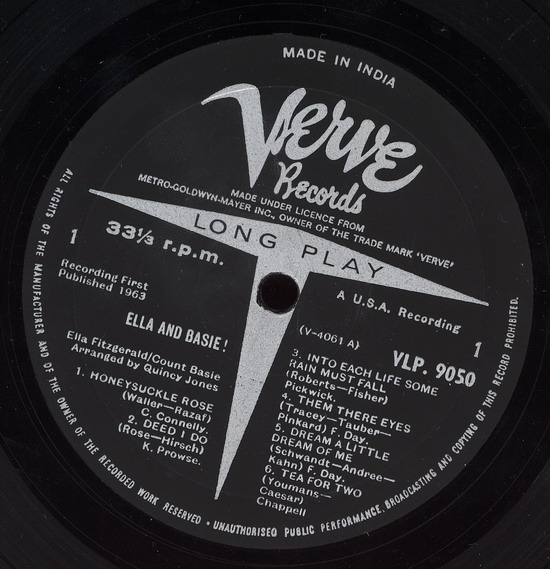 MADE IN INDIA
Verve
Records
MADE UNDER LICENCE FROM
METRO-GOLDWYN-MAYER INC., OWNER OF THE TRADE MARK 'VERVE'
LONG PLAY
33⅓ r.p.m.
1
Recording First
Published 1963
A U.S.A. Recording
1
(V-4061 A)
VLP. 9050
ELLA AND BASIE!
Ella Fitzgerald/Count Basie
Arranged by Quincy Jones
1. HONEYSUCKLE ROSE
(Waller-Razaf)
C. Connelly.
2. DEED I DO
(Rose-Hirsch)
K. Prowse.
3. INTO EACH LIFE SOME
RAIN MUST FALL
(Roberts-Fisher)
Pickwick.
4. THEM THERE EYES
(Tracey-Tauber-
Pinkard) F. Day.
5. DREAM A LITTLE
DREAM OF ME
(Schwandt-Andree-
Kahn) F. Day.
6. TEA FOR TWO
(Youmans-
Caesar)
Chappell
ALL RIGHTS OF THE MANUFACTURER AND OF THE OWNER OF THE RECORDED WORK RESERVED • UNAUTHORISED PUBLIC PERFORMANCE, BROADCASTING AND COPYING OF THIS RECORD PROHIBITED.